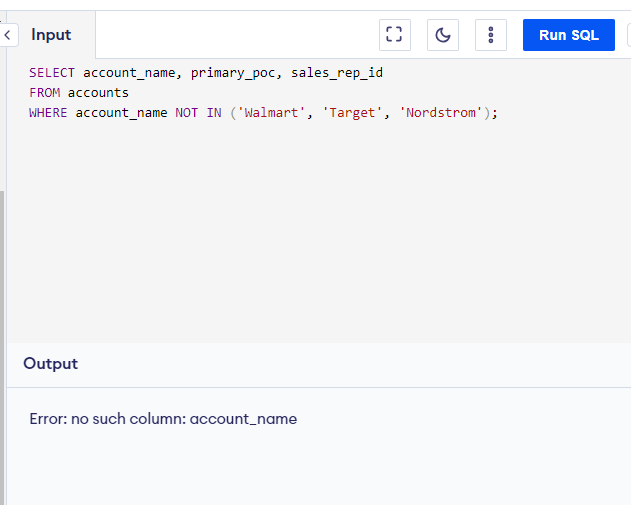 Input
Run SQL
SELECT account_name, primary_poc, sales_rep_id
FROM accounts
WHERE account_name NOT IN ('Walmart', 'Target', 'Nordstrom');
Output
Error: no such column: account_name